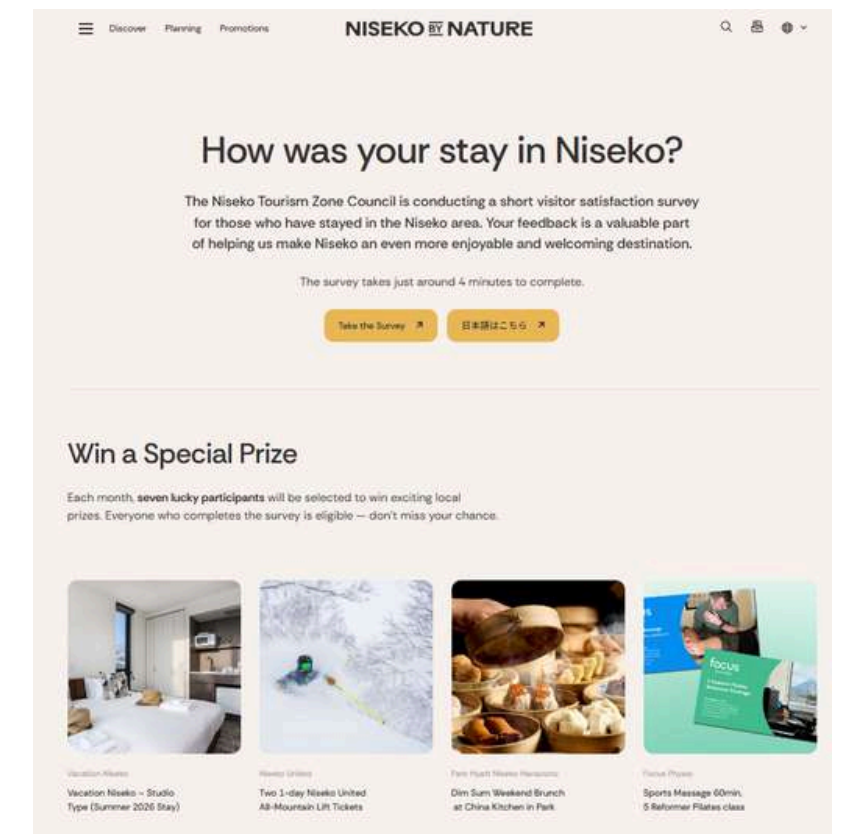 Discover Planning Promotions NISEKO BY NATURE
How was your stay in Niseko?
The Niseko Tourism Zone Council is conducting a short visitor satisfaction survey
for those who have stayed in the Niseko area. Your feedback is a valuable part
of helping us make Niseko an even more enjoyable and welcoming destination.
The survey takes just around 4 minutes to complete.
Take the Survey 日本語はこちら
Win a Special Prize
Each month, seven lucky participants will be selected to win exciting local
prizes. Everyone who completes the survey is eligible — don't miss your chance.
focus
Vacation Niseko
Vacation Niseko – Studio
Type (Summer 2026 Stay)
Niseko United
Two 1-day Niseko United
All-Mountain Lift Tickets
Park Hyatt Niseko Hanazono
Dim Sum Weekend Brunch
at China Kitchen in Park
Focus Physio
Sports Massage 60min.
5 Reformer Pilates class